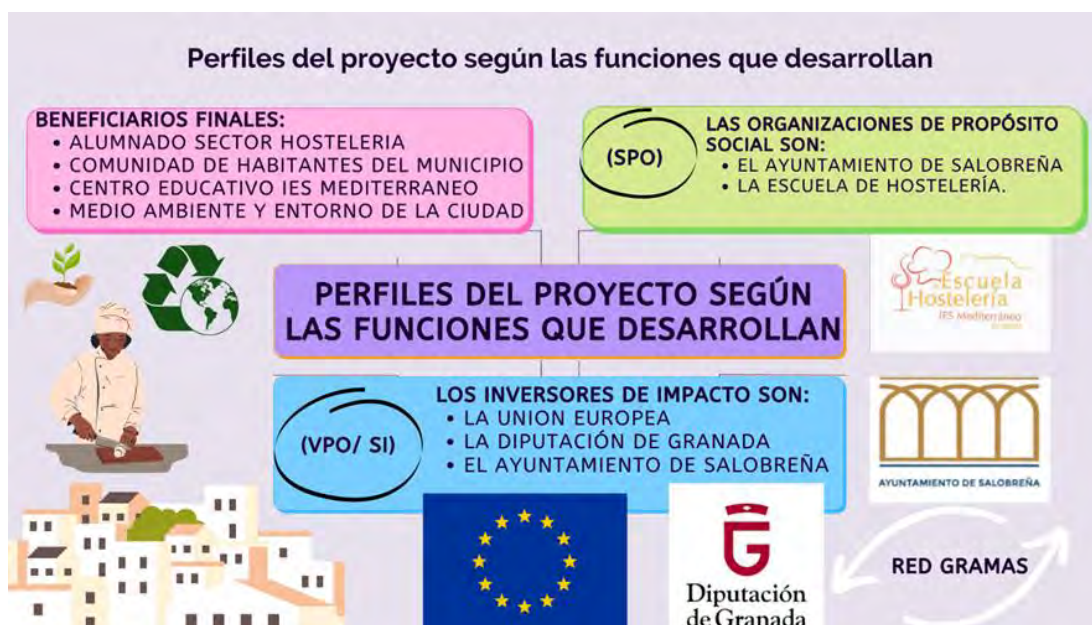 Perfiles del proyecto según las funciones que desarrollan
BENEFICIARIOS FINALES:
• ALUMNADO SECTOR HOSTELERIA
• COMUNIDAD DE HABITANTES DEL MUNICIPIO
• CENTRO EDUCATIVO IES MEDITERRANEO
• MEDIO AMBIENTE Y ENTORNO DE LA CIUDAD
(SPO)
LAS ORGANIZACIONES DE PROPÓSITO
SOCIAL SON:
• EL AYUNTAMIENTO DE SALOBREÑA
• LA ESCUELA DE HOSTELERÍA.
PERFILES DEL PROYECTO SEGÚN
LAS FUNCIONES QUE DESARROLLAN
Escuela
Hostelería
IES Mediterráneo
(VPO/ SI)
LOS INVERSORES DE IMPACTO SON:
• LA UNION EUROPEA
• LA DIPUTACIÓN DE GRANADA
• EL AYUNTAMIENTO DE SALOBREÑA
AYUNTAMIENTO DE SALOBREÑA
Diputación
de Granada
RED GRAMAS